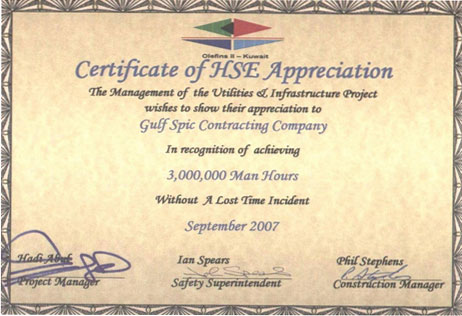 Olefins II – Kuwait
Certificate of HSE Appreciation
The Management of the Utilities & Infrastructure Project
wishes to show their appreciation to
Gulf Spic Contracting Company
In recognition of achieving
3,000,000 Man Hours
Without A Lost Time Incident
September 2007
Hadi Ian Spears Phil Stephens
Project Manager Safety Superintendent Construction Manager